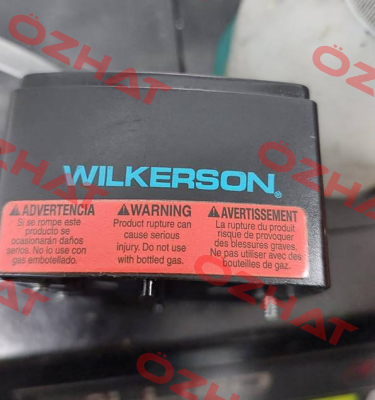 WILKERSON®
⚠ADVERTENCIA
Si se rompe este
producto se
ocasionarán daños
serios. No lo use con
gas embotellado.
⚠WARNING
Product rupture can
cause serious
injury. Do not use
with bottled gas.
⚠AVERTISSEMENT
La rupture du produit
risque de provoquer
des blessures graves.
Ne pas utiliser avec des
bouteilles de gaz.
ÖZHAT
ÖZHAT
ÖZHAT
ÖZHAT
ÖZHAT
ÖZHAT
ÖZHAT